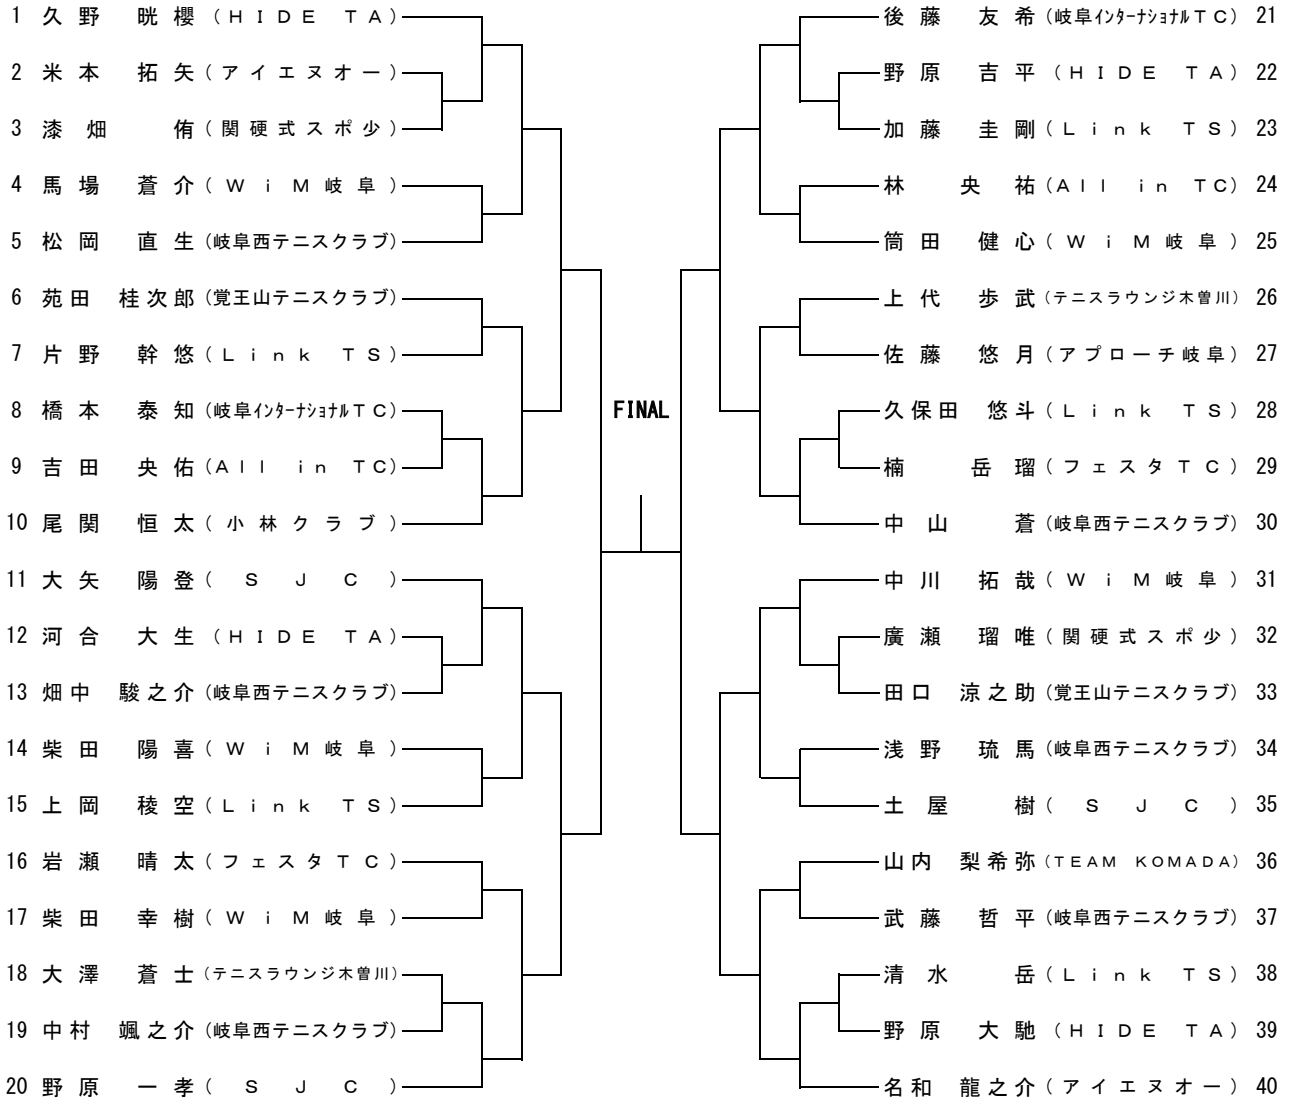 1 久野 晄櫻 (HIDE TA)
2 米本 拓矢 (アイエヌオー)
3 漆畑 侑 (関硬式スポ少)
4 馬場 蒼介 (WiM岐阜)
5 松岡 直生 (岐阜西テニスクラブ)
6 苑田 桂次郎 (覚王山テニスクラブ)
7 片野 幹悠 (Link TS)
8 橋本 泰知 (岐阜インターナショナルTC)
9 吉田 央佑 (All in TC)
10 尾関 恒太 (小林クラブ)
11 大矢 陽登 (SJC)
12 河合 大生 (HIDE TA)
13 畑中 駿之介 (岐阜西テニスクラブ)
14 柴田 陽喜 (WiM岐阜)
15 上岡 稜空 (Link TS)
16 岩瀬 晴太 (フェスタTC)
17 柴田 幸樹 (WiM岐阜)
18 大澤 蒼士 (テニスラウンジ木曽川)
19 中村 颯之介 (岐阜西テニスクラブ)
20 野原 一孝 (SJC)
FINAL
後藤 友希 (岐阜インターナショナルTC) 21
野原 吉平 (HIDE TA) 22
加藤 圭剛 (Link TS) 23
林 央祐 (All in TC) 24
筒田 健心 (WiM岐阜) 25
上代 歩武 (テニスラウンジ木曽川) 26
佐藤 悠月 (アプローチ岐阜) 27
久保田 悠斗 (Link TS) 28
楠 岳瑠 (フェスタTC) 29
中山 蒼 (岐阜西テニスクラブ) 30
中川 拓哉 (WiM岐阜) 31
廣瀬 瑠唯 (関硬式スポ少) 32
田口 涼之助 (覚王山テニスクラブ) 33
浅野 琉馬 (岐阜西テニスクラブ) 34
土屋 樹 (SJC) 35
山内 梨希弥 (TEAM KOMADA) 36
武藤 哲平 (岐阜西テニスクラブ) 37
清水 岳 (Link TS) 38
野原 大馳 (HIDE TA) 39
名和 龍之介 (アイエヌオー) 40